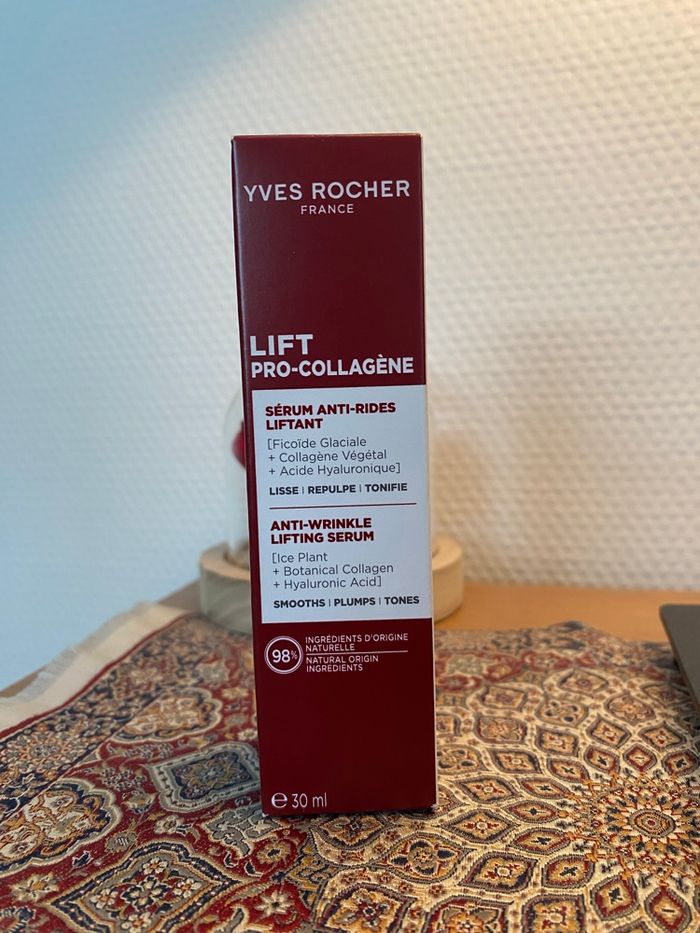 YVES ROCHER
FRANCE
LIFT
PRO-COLLAGÈNE
SÉRUM ANTI-RIDES
LIFTANT
[Ficoïde Glaciale
+ Collagène Végétal
+ Acide Hyaluronique]
LISSE | REPULPE | TONIFIE
ANTI-WRINKLE
LIFTING SERUM
[Ice Plant
+ Botanical Collagen
+ Hyaluronic Acid]
SMOOTHS | PLUMPS | TONES
98%
INGRÉDIENTS D'ORIGINE
NATURELLE
NATURAL ORIGIN
INGREDIENTS
℮ 30 ml